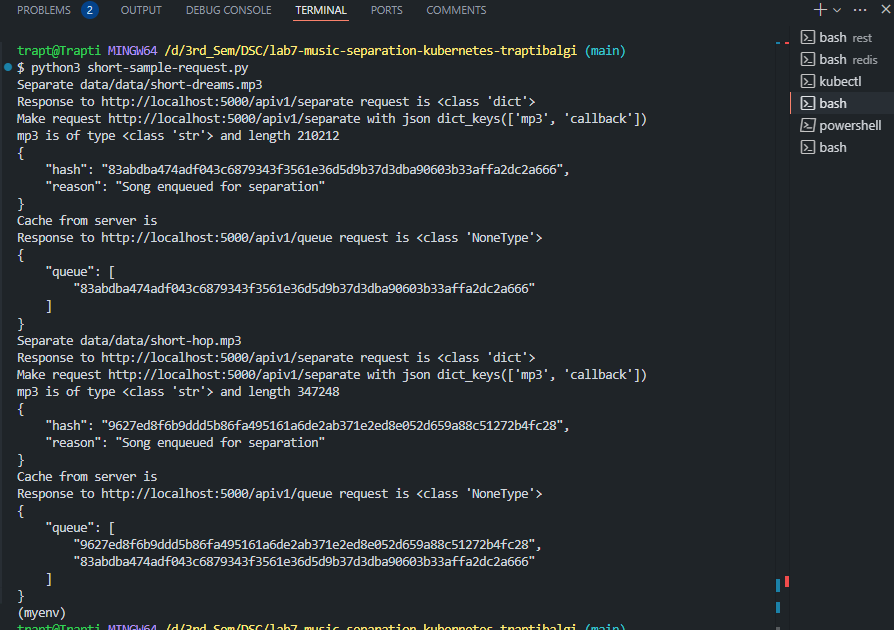 PROBLEMS 2 OUTPUT DEBUG CONSOLE TERMINAL PORTS COMMENTS
trapt@Trapti MINGW64 /d/3rd_Sem/DSC/lab7-music-separation-kubernetes-traptibalgi (main)
$ python3 short-sample-request.py
Separate data/data/short-dreams.mp3
Response to http://localhost:5000/apiv1/separate request is <class 'dict'>
Make request http://localhost:5000/apiv1/separate with json dict_keys(['mp3', 'callback'])
mp3 is of type <class 'str'> and length 210212
{
    "hash": "83abdba474adf043c6879343f3561e36d5d9b37d3dba90603b33affa2dc2a666",
    "reason": "Song enqueued for separation"
}
Cache from server is
Response to http://localhost:5000/apiv1/queue request is <class 'NoneType'>
{
    "queue": [
        "83abdba474adf043c6879343f3561e36d5d9b37d3dba90603b33affa2dc2a666"
    ]
}
Separate data/data/short-hop.mp3
Response to http://localhost:5000/apiv1/separate request is <class 'dict'>
Make request http://localhost:5000/apiv1/separate with json dict_keys(['mp3', 'callback'])
mp3 is of type <class 'str'> and length 347248
{
    "hash": "9627ed8f6b9ddd5b86fa495161a6de2ab371e2ed8e052d659a88c51272b4fc28",
    "reason": "Song enqueued for separation"
}
Cache from server is
Response to http://localhost:5000/apiv1/queue request is <class 'NoneType'>
{
    "queue": [
        "9627ed8f6b9ddd5b86fa495161a6de2ab371e2ed8e052d659a88c51272b4fc28",
        "83abdba474adf043c6879343f3561e36d5d9b37d3dba90603b33affa2dc2a666"
    ]
}
(myenv)
trapt@Trapti MINGW64 /d/3rd_Sem/DSC/lab7-music-separation-kubernetes-traptibalgi (main)
bash rest
bash redis
kubectl
bash
powershell
bash